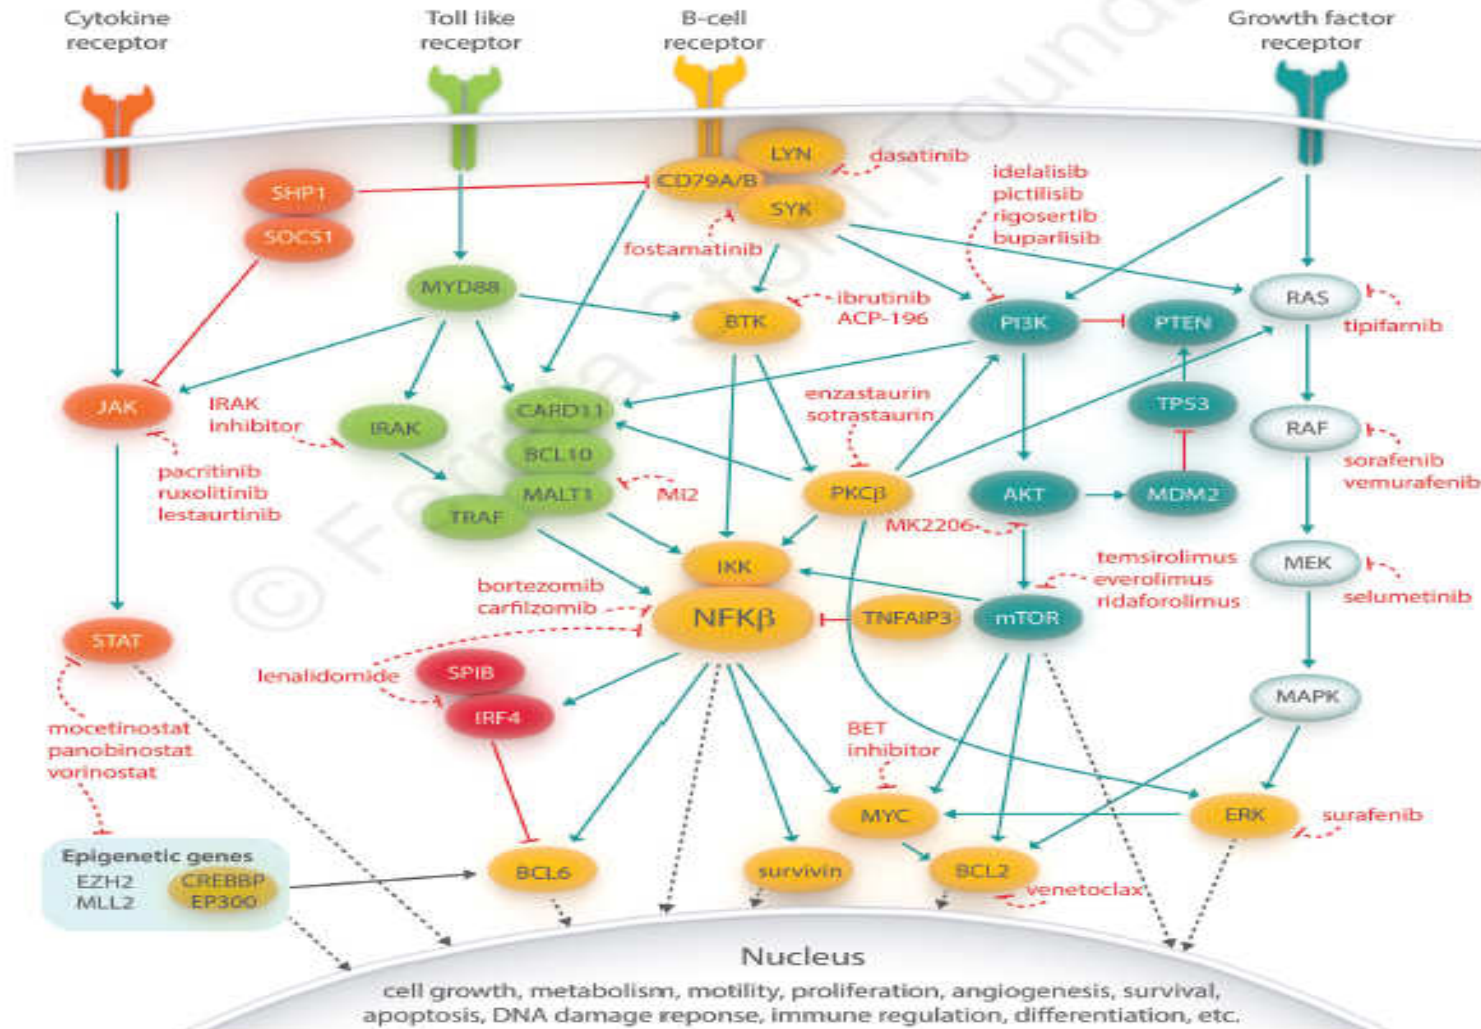 Cytokine
receptor
Toll like
receptor
B-cell
receptor
Growth factor
receptor
LYN
dasatinib
CD79A/B
SHP1
SYK
SOCS1
fostamatinib
idelalisib
pictilisib
rigosertib
buparlisib
MYD88
BTK
ibrutinib
ACP-196
PI3K
PTEN
RAS
tipifarnib
JAK
IRAK
inhibitor
IRAK
CARD11
BCL10
MALT1
TRAF
Mi2
enzastaurin
sotrastaurin
PKCβ
TP53
RAF
sorafenib
vemurafenib
pacritinib
ruxolitinib
lestaurtinib
AKT
MDM2
MK2206
IKK
NFKβ
TNFAIP3
mTOR
temsirolimus
everolimus
ridaforolimus
MEK
selumetinib
bortezomib
carfilzomib
STAT
lenalidomide
SPIB
IRF4
MAPK
mocetinostat
panobinostat
vorinostat
BET
inhibitor
MYC
ERK
surafenib
Epigenetic genes
EZH2
MLL2
CREBBP
EP300
BCL6
survivin
BCL2
venetoclax
Nucleus
cell growth, metabolism, motility, proliferation, angiogenesis, survival,
apoptosis, DNA damage reponse, immune regulation, differentiation, etc.